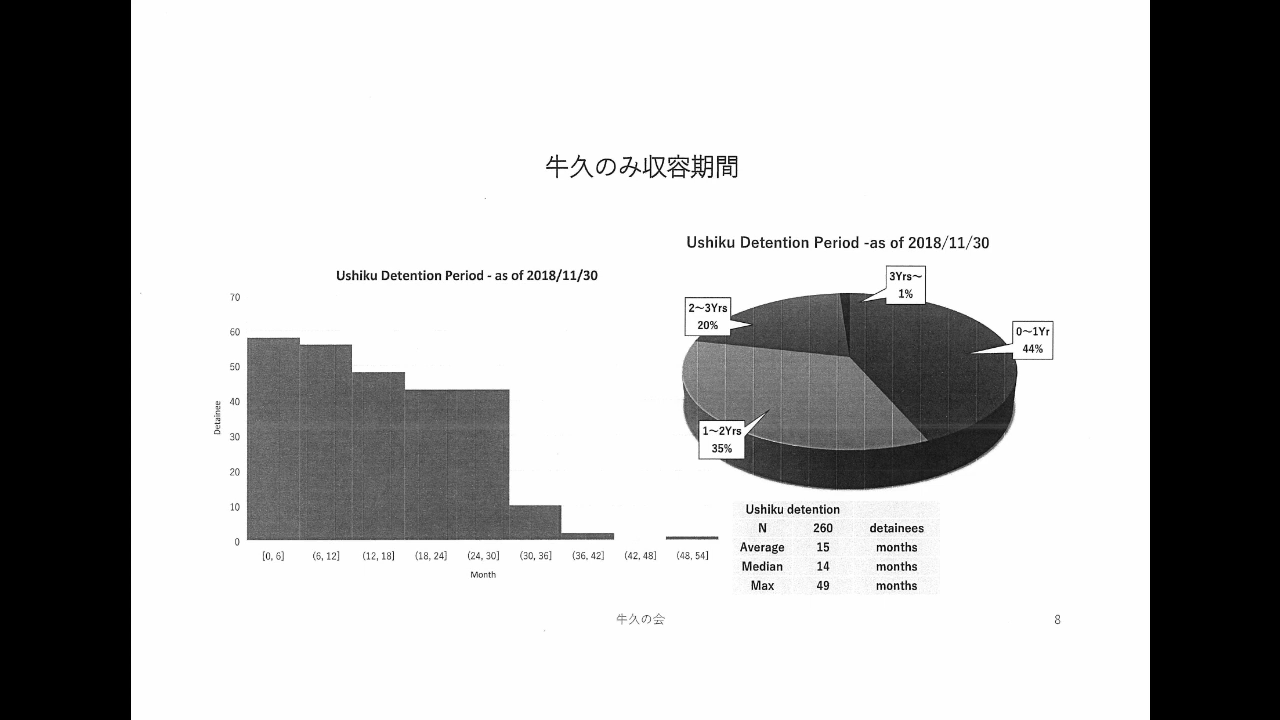 牛久のみ収容期間
Ushiku Detention Period - as of 2018/11/30
70
60
50
40
30
20
10
0
Detainee
[0, 6]
(6, 12]
(12, 18]
(18, 24]
(24, 30]
(30, 36]
(36, 42]
(42, 48]
(48, 54]
Month
Ushiku Detention Period -as of 2018/11/30
3Yrs～
1%
2～3Yrs
20%
0～1Yr
44%
1～2Yrs
35%
Ushiku detention
N 260 detainees
Average 15 months
Median 14 months
Max 49 months
牛久の会
8